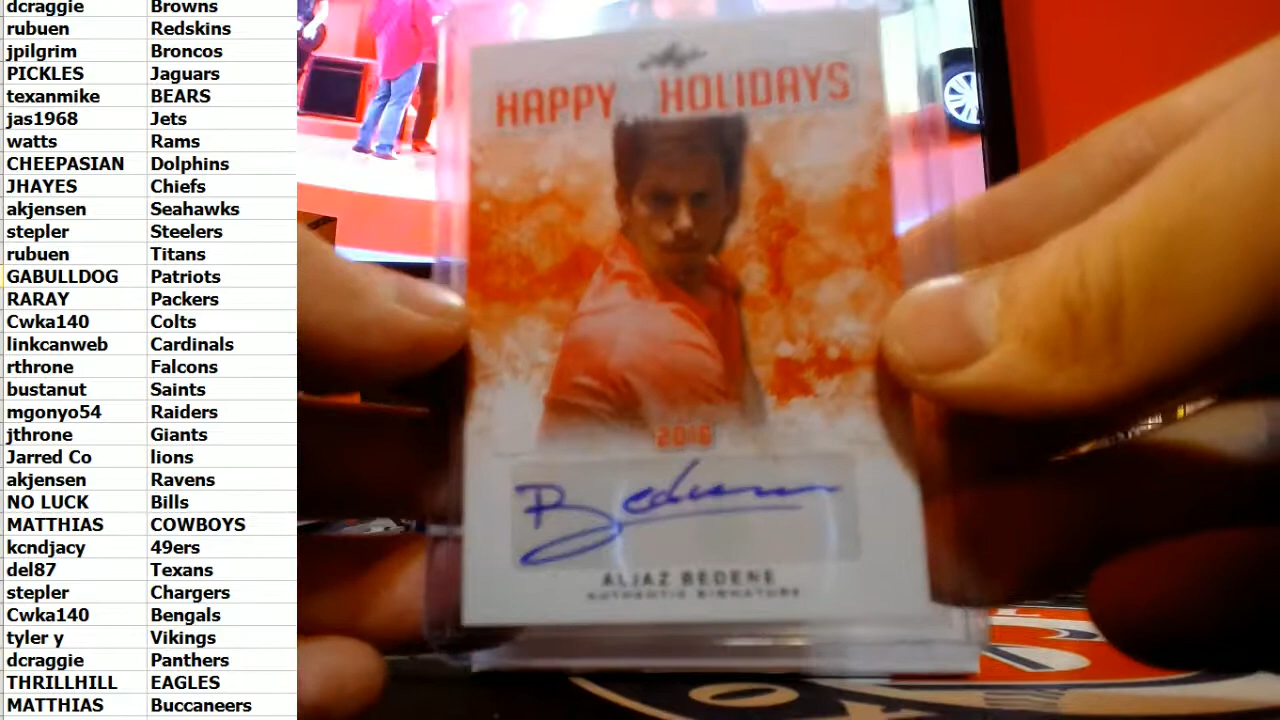 dcraggie Browns
rubuen Redskins
jpilgrim Broncos
PICKLES Jaguars
texanmike BEARS
jas1968 Jets
watts Rams
CHEEPASIAN Dolphins
JHAYES Chiefs
akjensen Seahawks
stepler Steelers
rubuen Titans
GABULLDOG Patriots
RARAY Packers
Cwka140 Colts
linkcanweb Cardinals
rthrone Falcons
bustanut Saints
mgonyo54 Raiders
jthrone Giants
Jarred Co lions
akjensen Ravens
NO LUCK Bills
MATTHIAS COWBOYS
kcndjacy 49ers
del87 Texans
stepler Chargers
Cwka140 Bengals
tyler y Vikings
dcraggie Panthers
THRILLHILL EAGLES
MATTHIAS Buccaneers
HAPPY HOLIDAYS
2016
Bedene
ALJAZ BEDENE
AUTHENTIC SIGNATURE